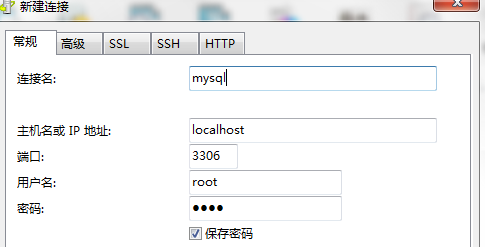 新建连接
常规 高级 SSL SSH HTTP
连接名: mysql
主机名或 IP 地址: localhost
端口: 3306
用户名: root
密码: ●●●●
保存密码